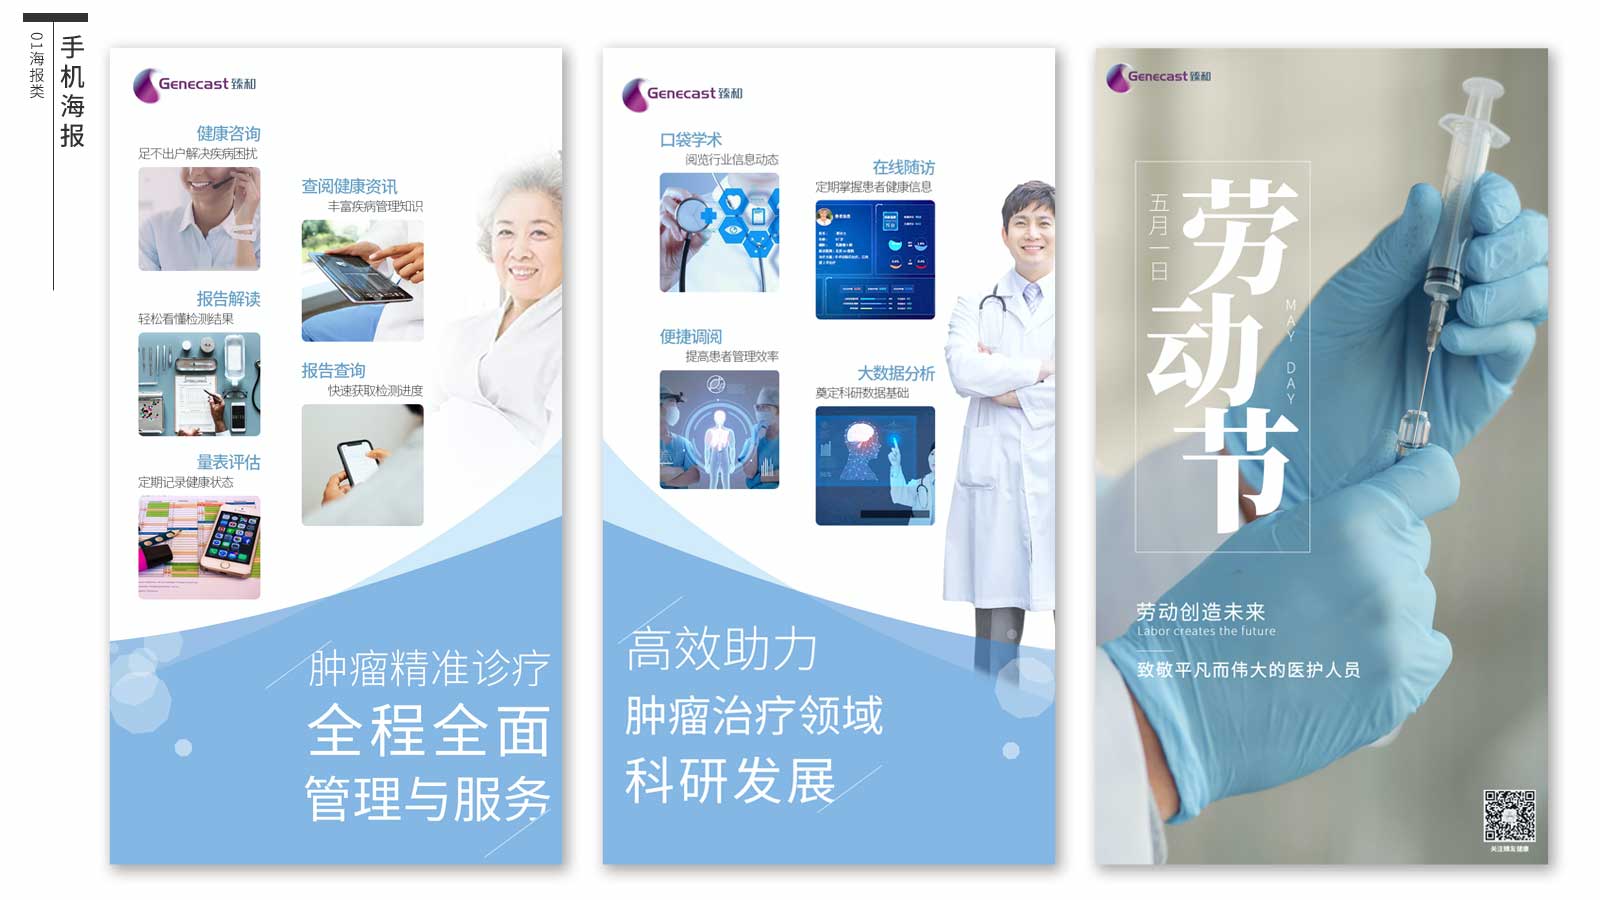 手机海报
01海报类
Genecast 臻和
健康咨询
足不出户解决疾病困扰
查阅健康资讯
丰富疾病管理知识
报告解读
轻松看懂检测结果
报告查询
快速获取检测进度
量表评估
定期记录健康状态
肿瘤精准诊疗
全程全面
管理与服务
Genecast 臻和
口袋学术
阅览行业信息动态
在线随访
定期掌握患者健康信息
便捷调阅
提高患者管理效率
大数据分析
奠定科研数据基础
高效助力
肿瘤治疗领域
科研发展
Genecast 臻和
五月一日
劳动节
MAY DAY
劳动创造未来
Labor creates the future
致敬平凡而伟大的医护人员